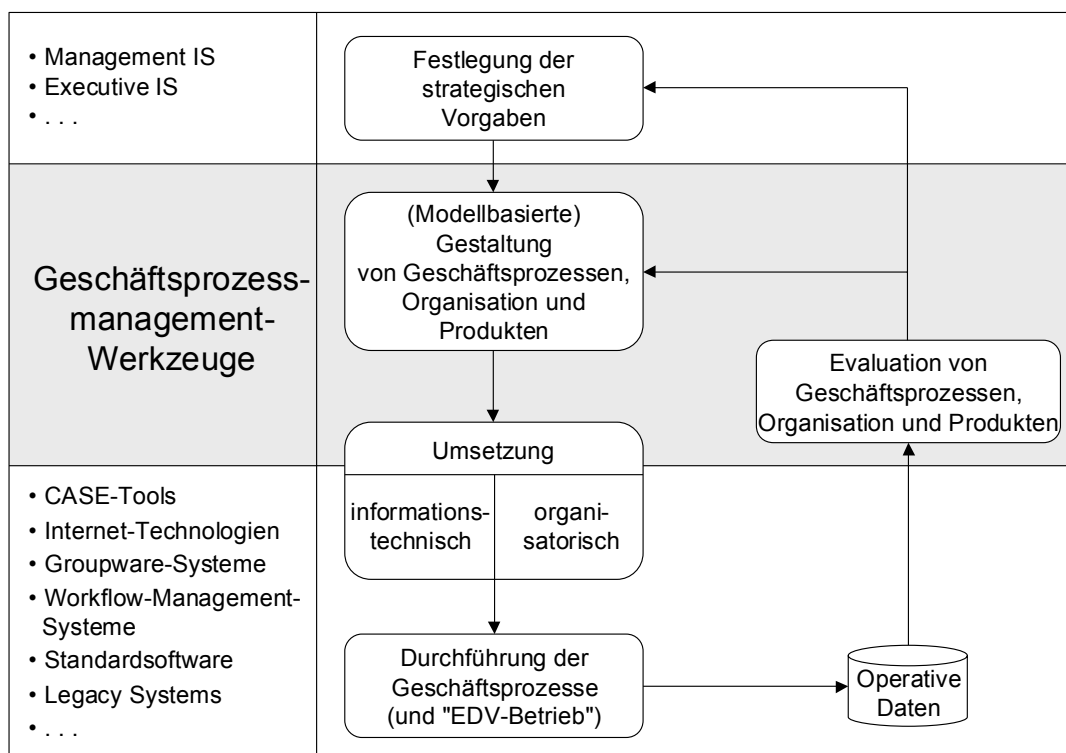 • Management IS
• Executive IS
• . . .
Festlegung der
strategischen
Vorgaben
Geschäftsprozess-
management-
Werkzeuge
(Modellbasierte)
Gestaltung
von Geschäftsprozessen,
Organisation und
Produkten
Evaluation von
Geschäftsprozessen,
Organisation und Produkten
Umsetzung
informations-
technisch
organi-
satorisch
• CASE-Tools
• Internet-Technologien
• Groupware-Systeme
• Workflow-Management-
Systeme
• Standardsoftware
• Legacy Systems
• . . .
Durchführung der
Geschäftsprozesse
(und "EDV-Betrieb")
Operative
Daten